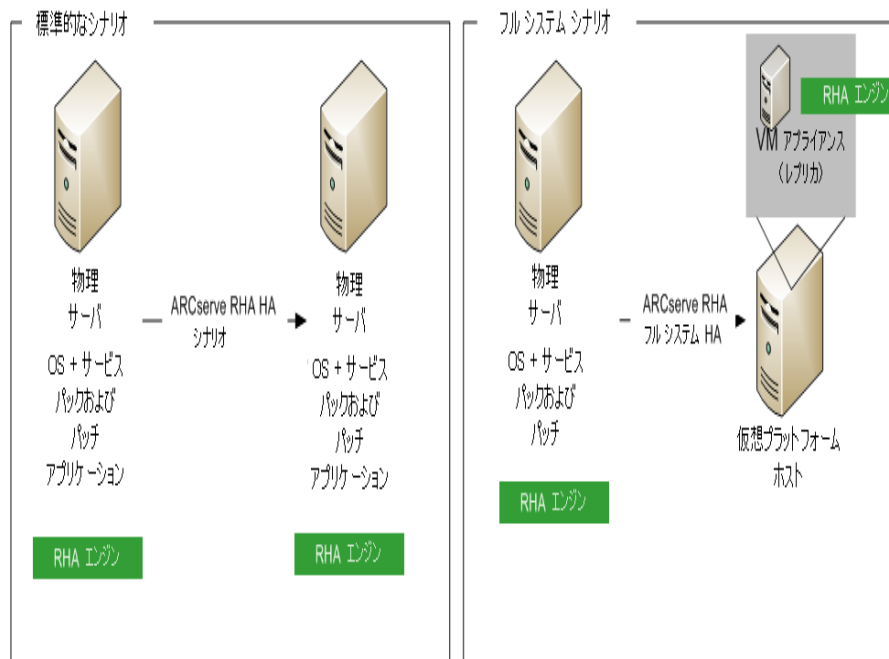 標準的なシナリオ
物理
サーバ
OS + サービス
パックおよび
パッチ
アプリケーション
RHA エンジン
ARCserve RHA HA
シナリオ
物理
サーバ
OS + サービス
パックおよび
パッチ
アプリケーション
RHA エンジン
フル システム シナリオ
物理
サーバ
OS + サービス
パックおよび
パッチ
RHA エンジン
ARCserve RHA
フル システム HA
RHA エンジン
VM アプライアンス
(レプリカ)
仮想プラットフォーム
ホスト